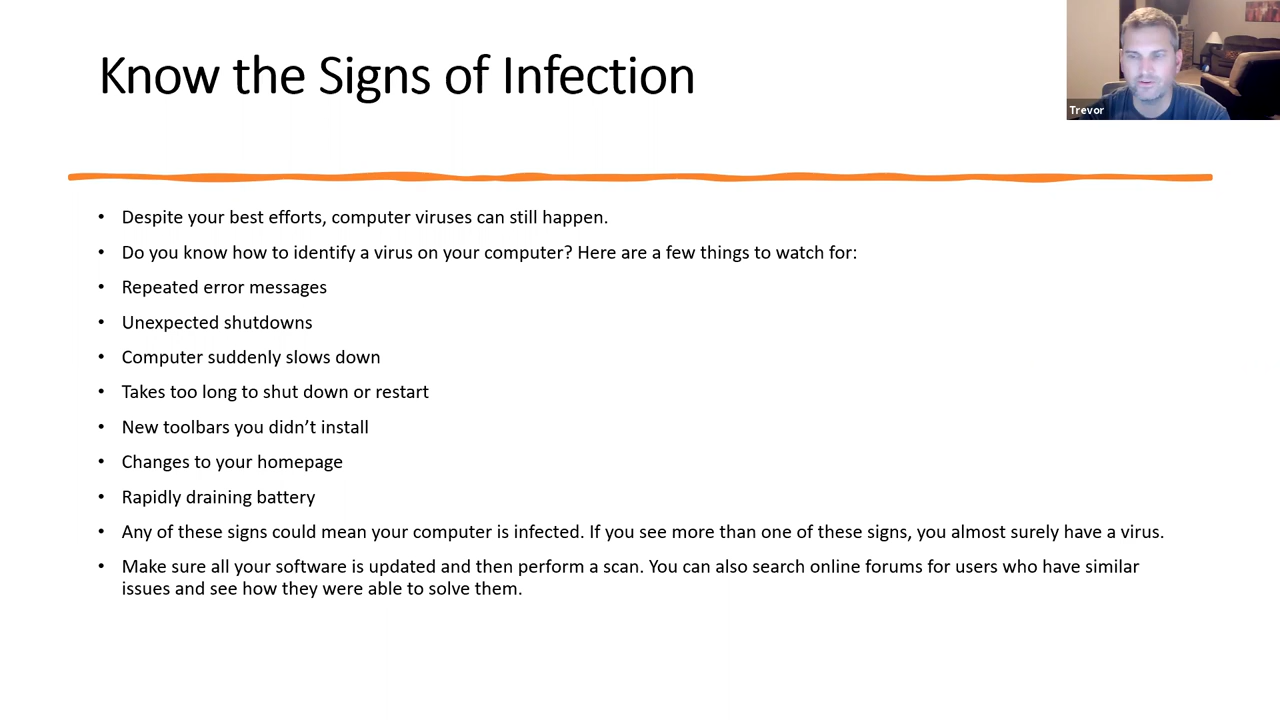 Know the Signs of Infection
Trevor
• Despite your best efforts, computer viruses can still happen.
• Do you know how to identify a virus on your computer? Here are a few things to watch for:
• Repeated error messages
• Unexpected shutdowns
• Computer suddenly slows down
• Takes too long to shut down or restart
• New toolbars you didn’t install
• Changes to your homepage
• Rapidly draining battery
• Any of these signs could mean your computer is infected. If you see more than one of these signs, you almost surely have a virus.
• Make sure all your software is updated and then perform a scan. You can also search online forums for users who have similar
issues and see how they were able to solve them.